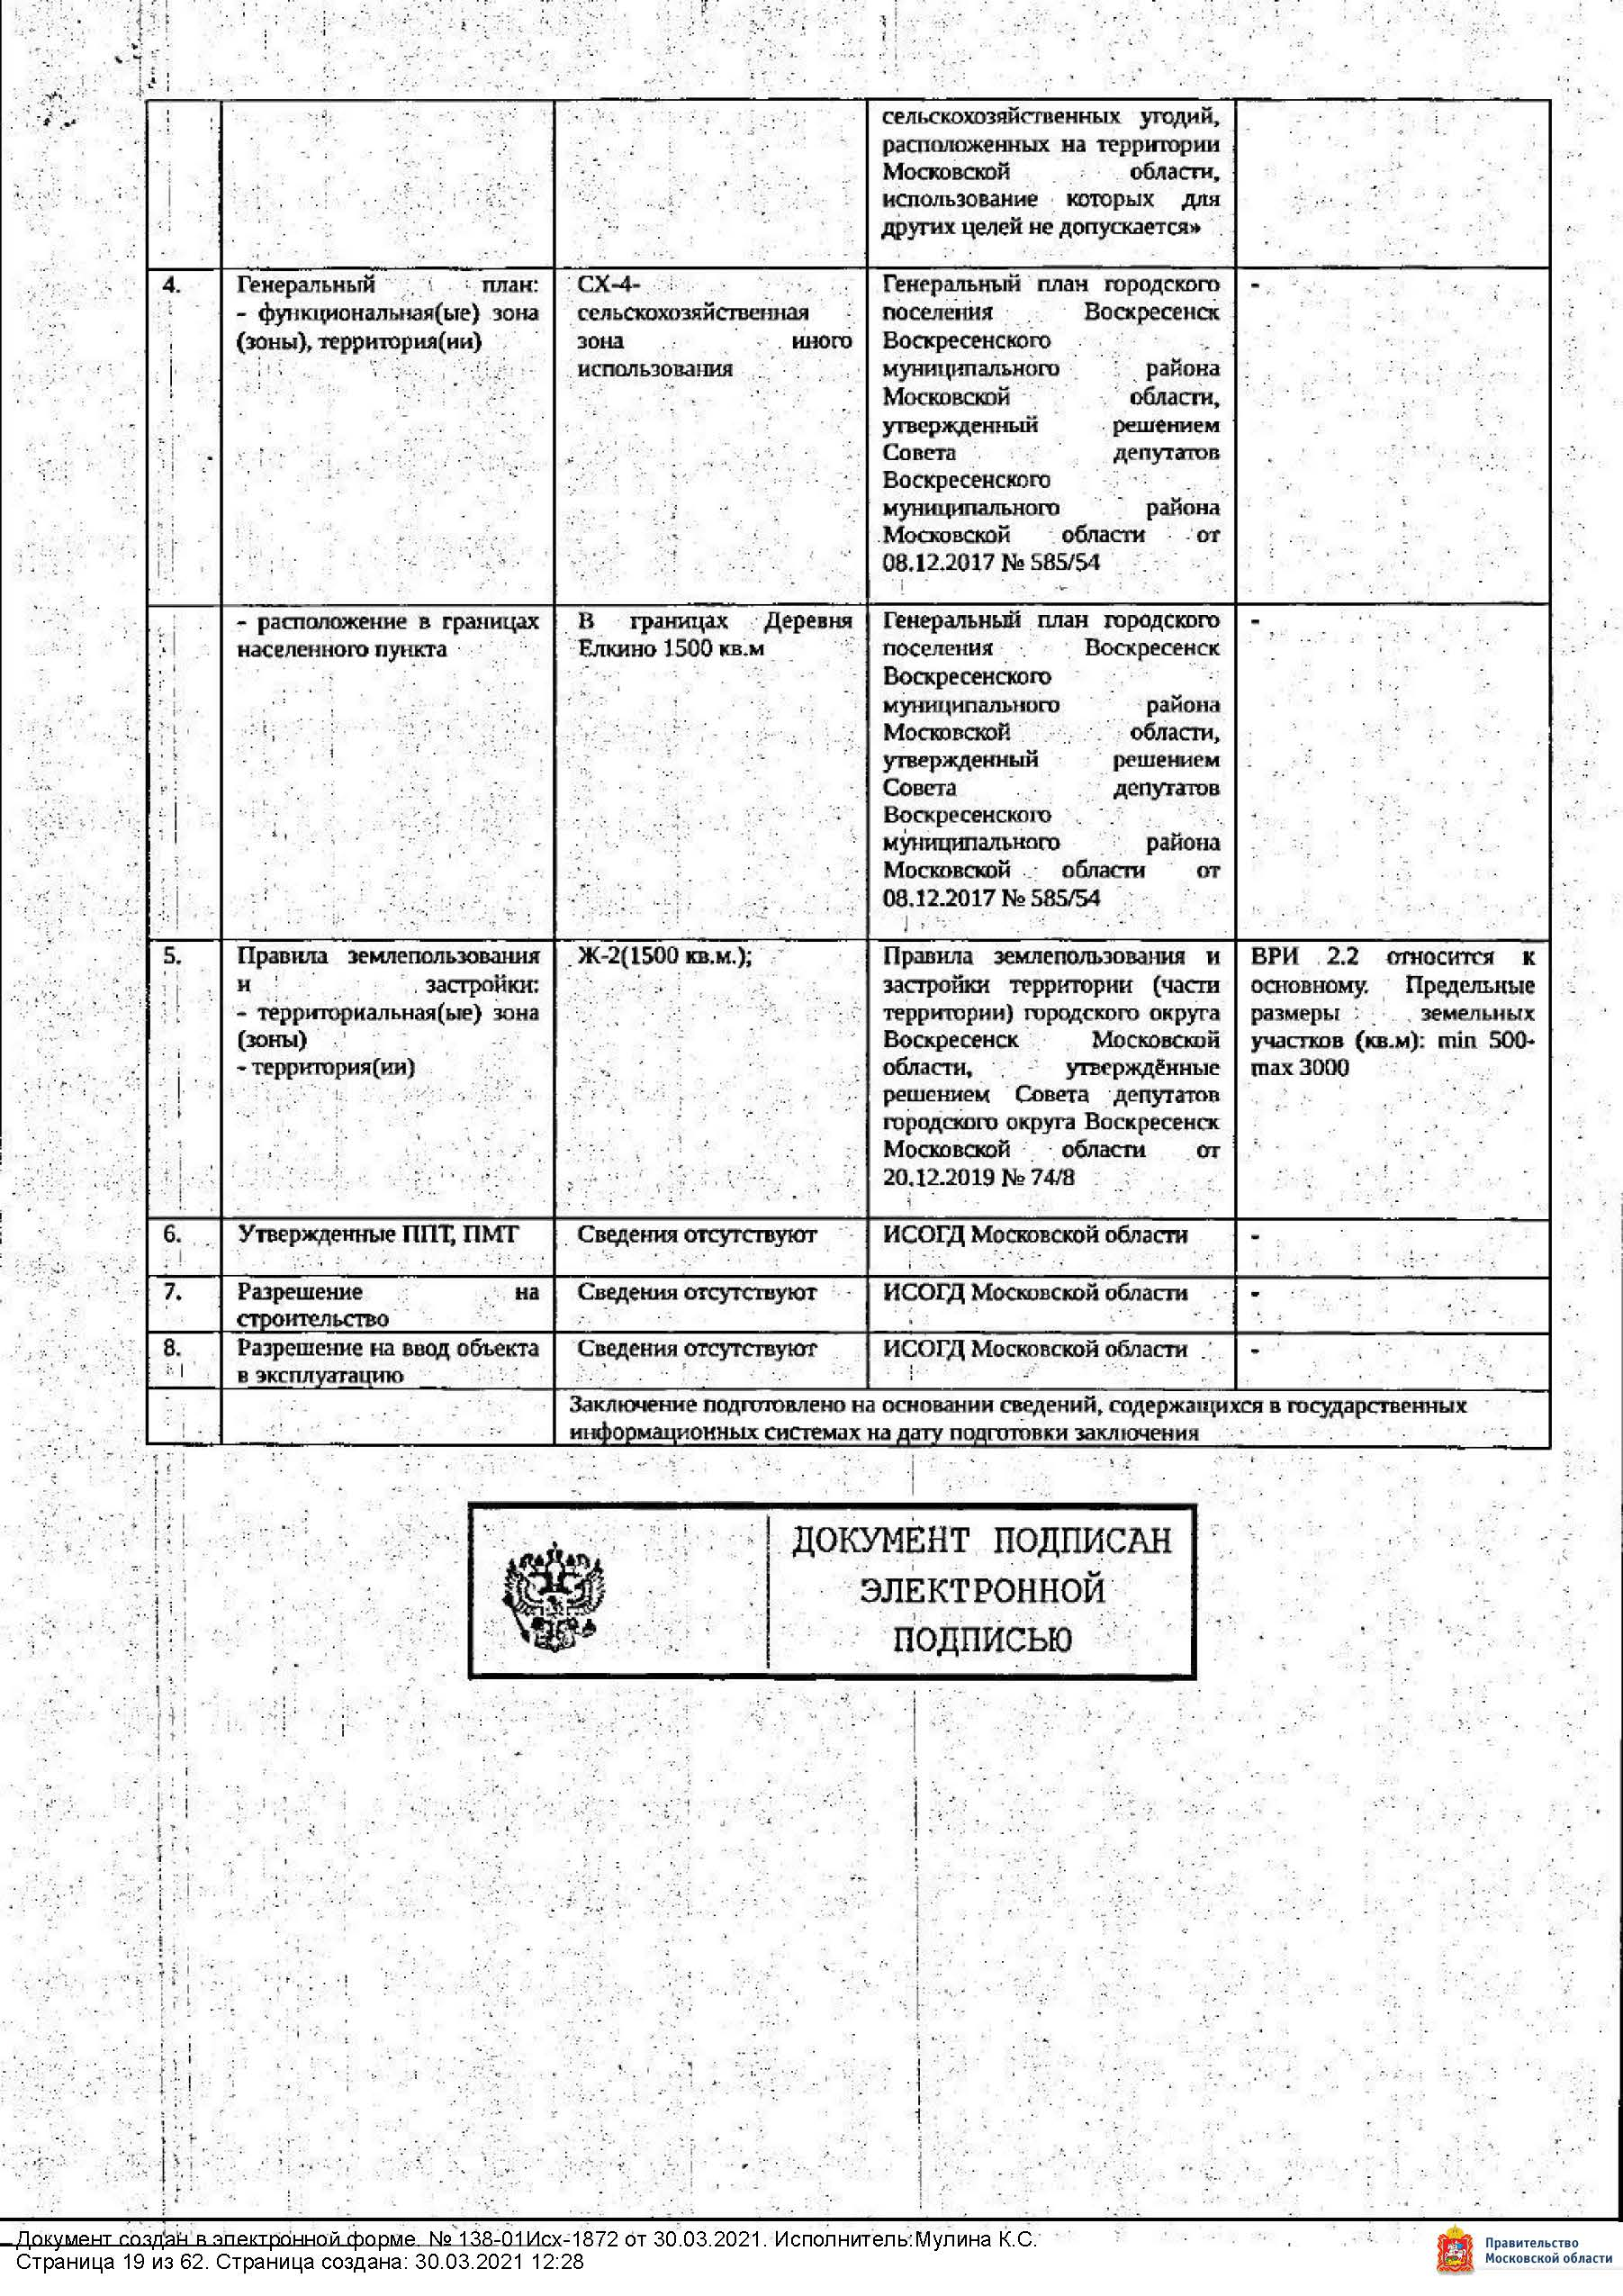 сельскохозяйственных угодий,
расположенных на территории
Московской области,
использование которых для
других целей не допускается»
4.
Генеральный план:
- функциональная(ые) зона
(зоны), территория(ии)
СХ-4-
сельскохозяйственная
зона иного
использования
Генеральный план городского
поселения Воскресенск
Воскресенского
муниципального района
Московской области,
утвержденный решением
Совета депутатов
Воскресенского
муниципального района
Московской области от
08.12.2017 № 585/54
-
- расположение в границах
населенного пункта
В границах Деревня
Елкино 1500 кв.м
Генеральный план городского
поселения Воскресенск
Воскресенского
муниципального района
Московской области,
утвержденный решением
Совета депутатов
Воскресенского
муниципального района
Московской области от
08.12.2017 № 585/54
-
5.
Правила землепользования
и застройки:
- территориальная(ые) зона
(зоны)
- территория(ии)
Ж-2(1500 кв.м.);
Правила землепользования и
застройки территории (части
территории) городского округа
Воскресенск Московской
области, утверждённые
решением Совета депутатов
городского округа Воскресенск
Московской области от
20.12.2019 № 74/8
ВРИ 2.2 относится к
основному. Предельные
размеры земельных
участков (кв.м): min 500-
max 3000
6.
Утвержденные ППТ, ПМТ
Сведения отсутствуют
ИСОГД Московской области
-
7.
Разрешение на
строительство
Сведения отсутствуют
ИСОГД Московской области
-
8.
Разрешение на ввод объекта
в эксплуатацию
Сведения отсутствуют
ИСОГД Московской области
-
Заключение подготовлено на основании сведений, содержащихся в государственных
информационных системах на дату подготовки заключения
ДОКУМЕНТ ПОДПИСАН
ЭЛЕКТРОННОЙ
ПОДПИСЬЮ
Документ создан в электронной форме. № 138-01Исх-1872 от 30.03.2021. Исполнитель:Мулина К.С.
Страница 19 из 62. Страница создана: 30.03.2021 12:28
Правительство
Московской области